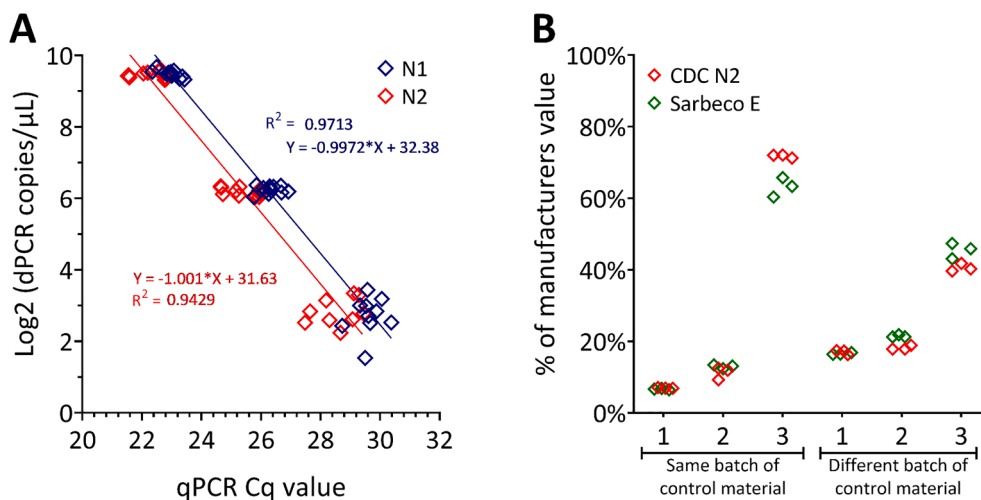 A
Log2 (dPCR copies/µL)
10
8
6
4
2
0
N1
N2
R² = 0.9713
Y = -0.9972*X + 32.38
Y = -1.001*X + 31.63
R² = 0.9429
20 22 24 26 28 30 32
qPCR Cq value
B
% of manufacturers value
100%
80%
60%
40%
20%
0%
CDC N2
Sarbeco E
1 2 3 1 2 3
Same batch of
control material
Different batch of
control material